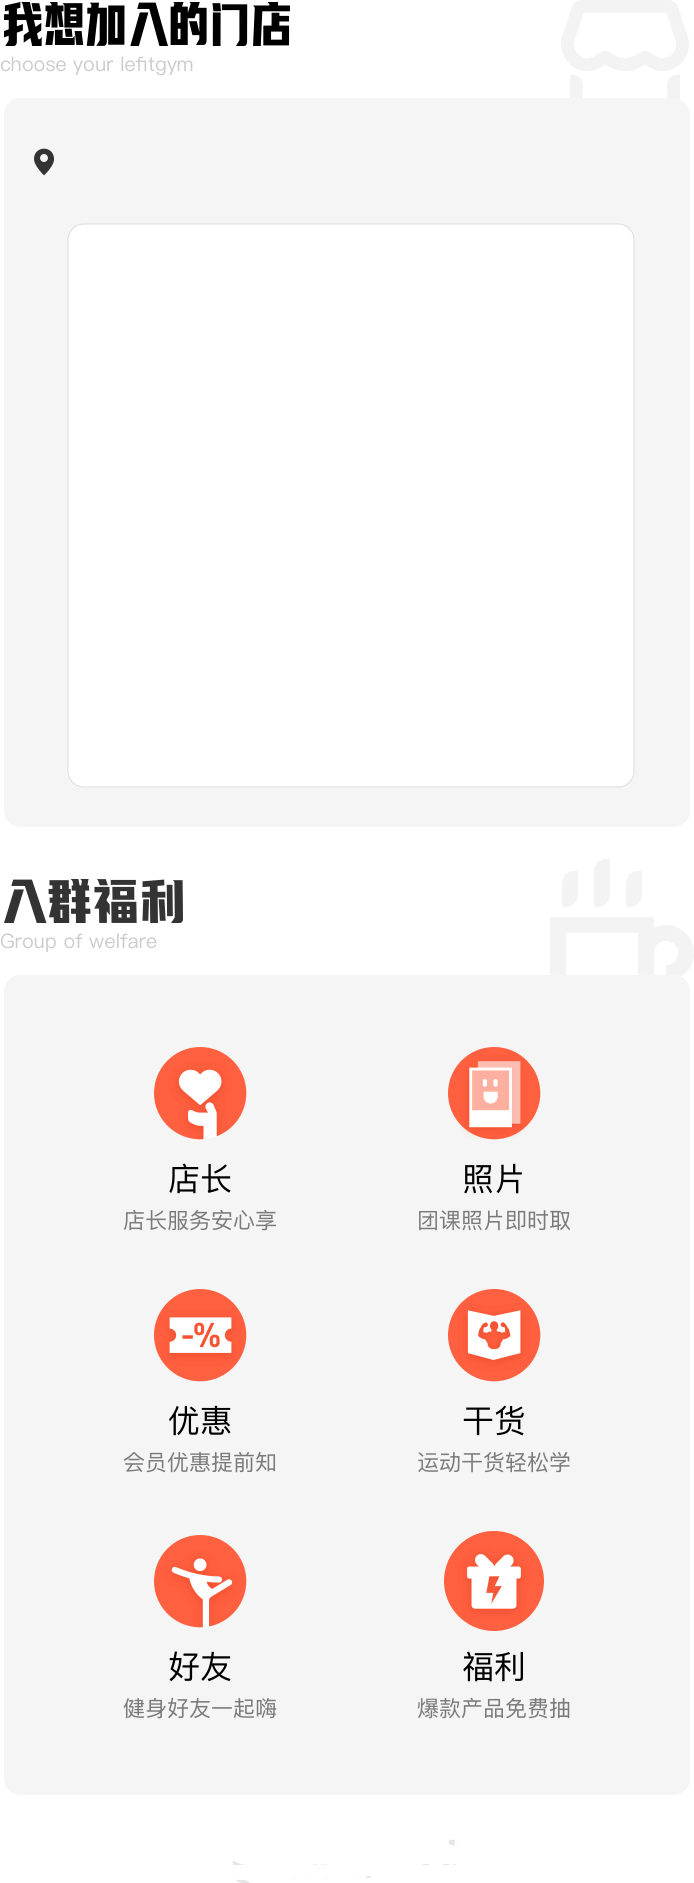 我想加入的门店
choose your lefitgym
入群福利
Group of welfare
店长
照片
店长服务安心享
团课照片即时取
-%
优惠
干货
会员优惠提前知
运动干货轻松学
好友
福利
健身好友一起嗨
爆款产品免费抽